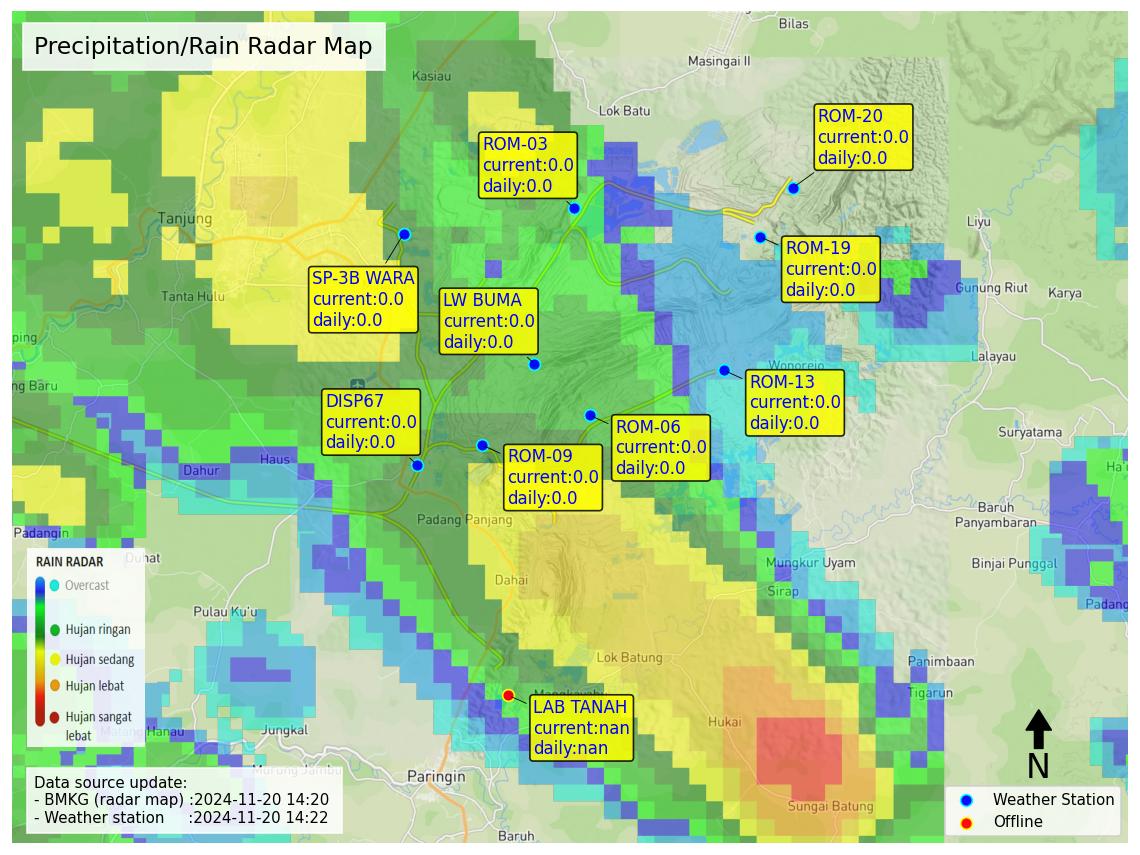 Precipitation/Rain Radar Map
Bilas
Masingai II
Kasiau
Lok Batu
ROM-20
current:0.0
daily:0.0
ROM-03
current:0.0
daily:0.0
Tanjung
Liyu
ROM-19
current:0.0
daily:0.0
SP-3B WARA
current:0.0
daily:0.0
Tanta Hulu
LW BUMA
current:0.0
daily:0.0
Gunung Riut
Karya
ping
Lalayau
Wonorejo
ng Baru
ROM-13
current:0.0
daily:0.0
DISP67
current:0.0
daily:0.0
ROM-06
current:0.0
daily:0.0
Suryatama
ROM-09
current:0.0
daily:0.0
Dahur
Haus
Ha'u
Baruh
Panyambaran
Padang Panjang
Padangin
Mungkur Uyam
Binjai Punggal
RAIN RADAR
Overcast
Hujan ringan
Hujan sedang
Hujan lebat
Hujan sangat
lebat
Dahai
Sirap
Padang
Pulau Ku'u
Lok Batung
Panimbaan
Tigarun
LAB TANAH
current:nan
daily:nan
Hukai
Jungkal
Paringin
N
Sungai Batung
Data source update:
- BMKG (radar map) :2024-11-20 14:20
- Weather station :2024-11-20 14:22
Weather Station
Offline
Baruh